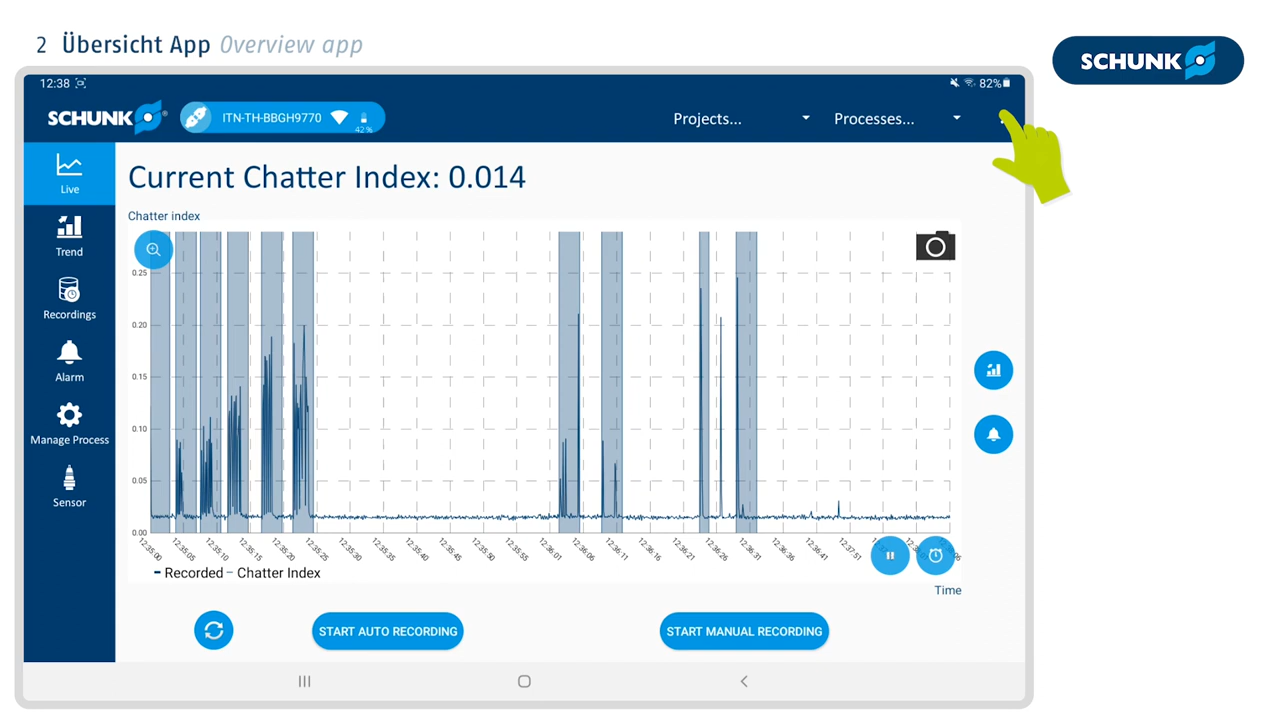 2 Übersicht App Overview app
SCHUNK
12:38
82%
SCHUNK
ITN-TH-BBGH9770
42 %
Projects...
Processes...
Live
Trend
Recordings
Alarm
Manage Process
Sensor
Current Chatter Index: 0.014
Chatter index
0.25
0.20
0.15
0.10
0.05
0.00
12:35:00
12:35:05
12:35:10
12:35:15
12:35:20
12:35:25
12:35:30
12:35:35
12:35:40
12:35:45
12:35:50
12:35:55
12:36:01
12:36:06
12:36:11
12:36:16
12:36:21
12:36:26
12:36:31
12:36:36
12:36:41
12:37:51
Recorded
Chatter Index
Time
START AUTO RECORDING
START MANUAL RECORDING